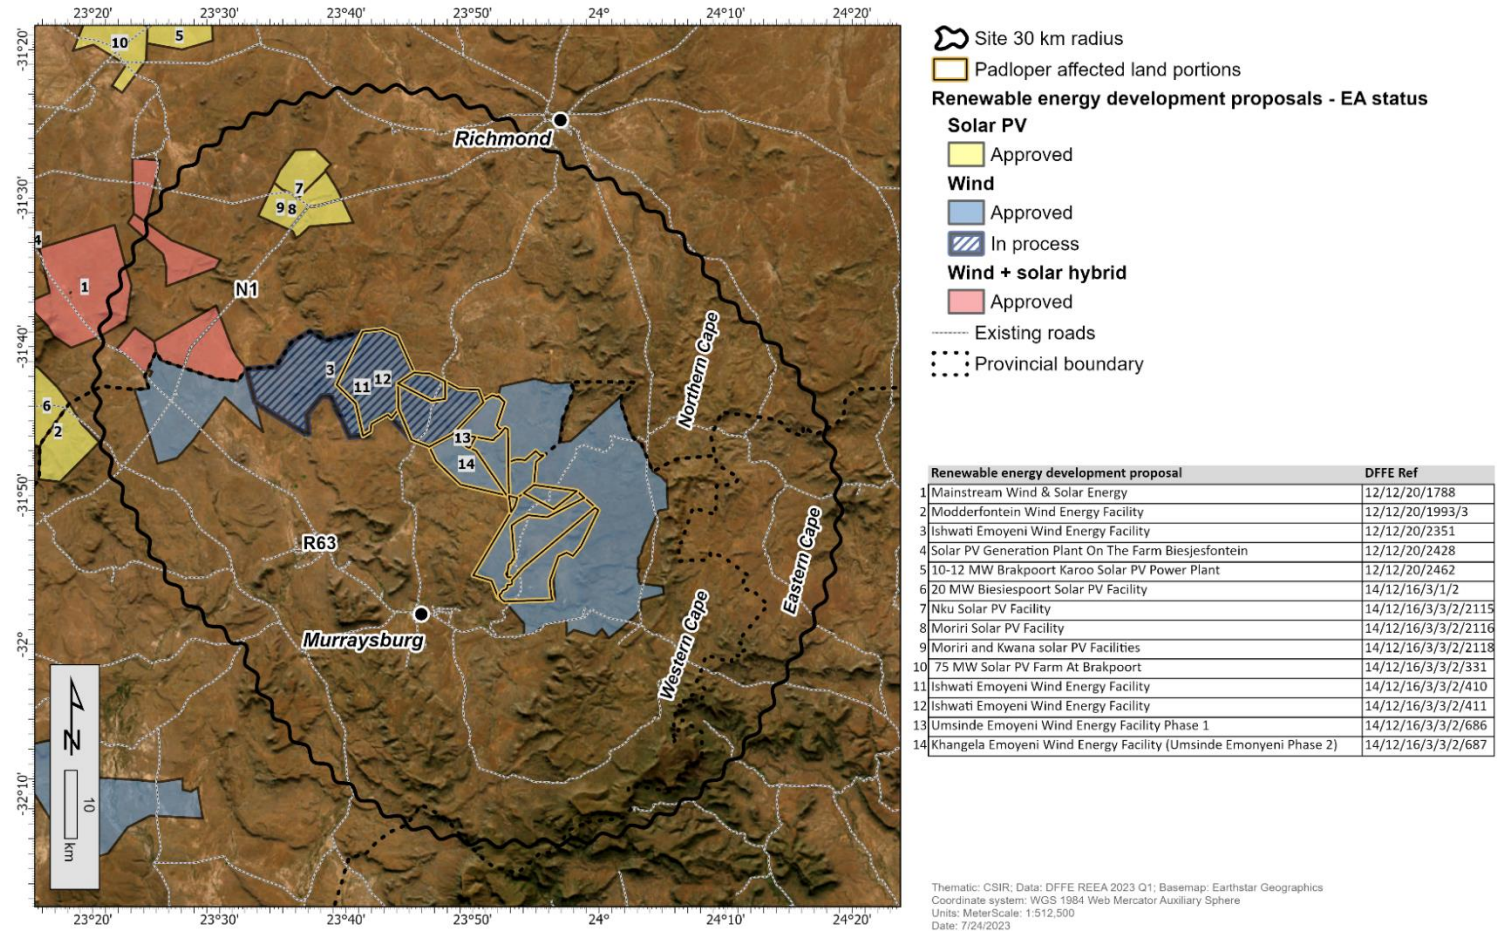 23°20' 23°30' 23°40' 23°50' 24° 24°10' 24°20'
-31°20'
-31°30'
-31°40'
-31°50'
-32°
-32°10'
10
5
Richmond
7
9
8
4
1
N1
3
11
12
6
2
13
14
Northern Cape
R63
Eastern Cape
Western Cape
Murraysburg
N
10
km
23°20' 23°30' 23°40' 23°50' 24° 24°10' 24°20'
Site 30 km radius
Padloper affected land portions
Renewable energy development proposals - EA status
Solar PV
Approved
Wind
Approved
In process
Wind + solar hybrid
Approved
Existing roads
Provincial boundary
Renewable energy development proposal DFFE Ref
1 Mainstream Wind & Solar Energy 12/12/20/1788
2 Modderfontein Wind Energy Facility 12/12/20/1993/3
3 Ishwati Emoyeni Wind Energy Facility 12/12/20/2351
4 Solar PV Generation Plant On The Farm Biesjesfontein 12/12/20/2428
5 10-12 MW Brakpoort Karoo Solar PV Power Plant 12/12/20/2462
6 20 MW Biesiespoort Solar PV Facility 14/12/16/3/1/2
7 Nku Solar PV Facility 14/12/16/3/3/2/2115
8 Moriri Solar PV Facility 14/12/16/3/3/2/2116
9 Moriri and Kwana solar PV Facilities 14/12/16/3/3/2/2118
10 75 MW Solar PV Farm At Brakpoort 14/12/16/3/3/2/331
11 Ishwati Emoyeni Wind Energy Facility 14/12/16/3/3/2/410
12 Ishwati Emoyeni Wind Energy Facility 14/12/16/3/3/2/411
13 Umsinde Emoyeni Wind Energy Facility Phase 1 14/12/16/3/3/2/686
14 Khangela Emoyeni Wind Energy Facility (Umsinde Emonyeni Phase 2) 14/12/16/3/3/2/687
Thematic: CSIR; Data: DFFE REEA 2023 Q1; Basemap: Earthstar Geographics
Coordinate system: WGS 1984 Web Mercator Auxiliary Sphere
Units: MeterScale: 1:512,500
Date: 7/24/2023